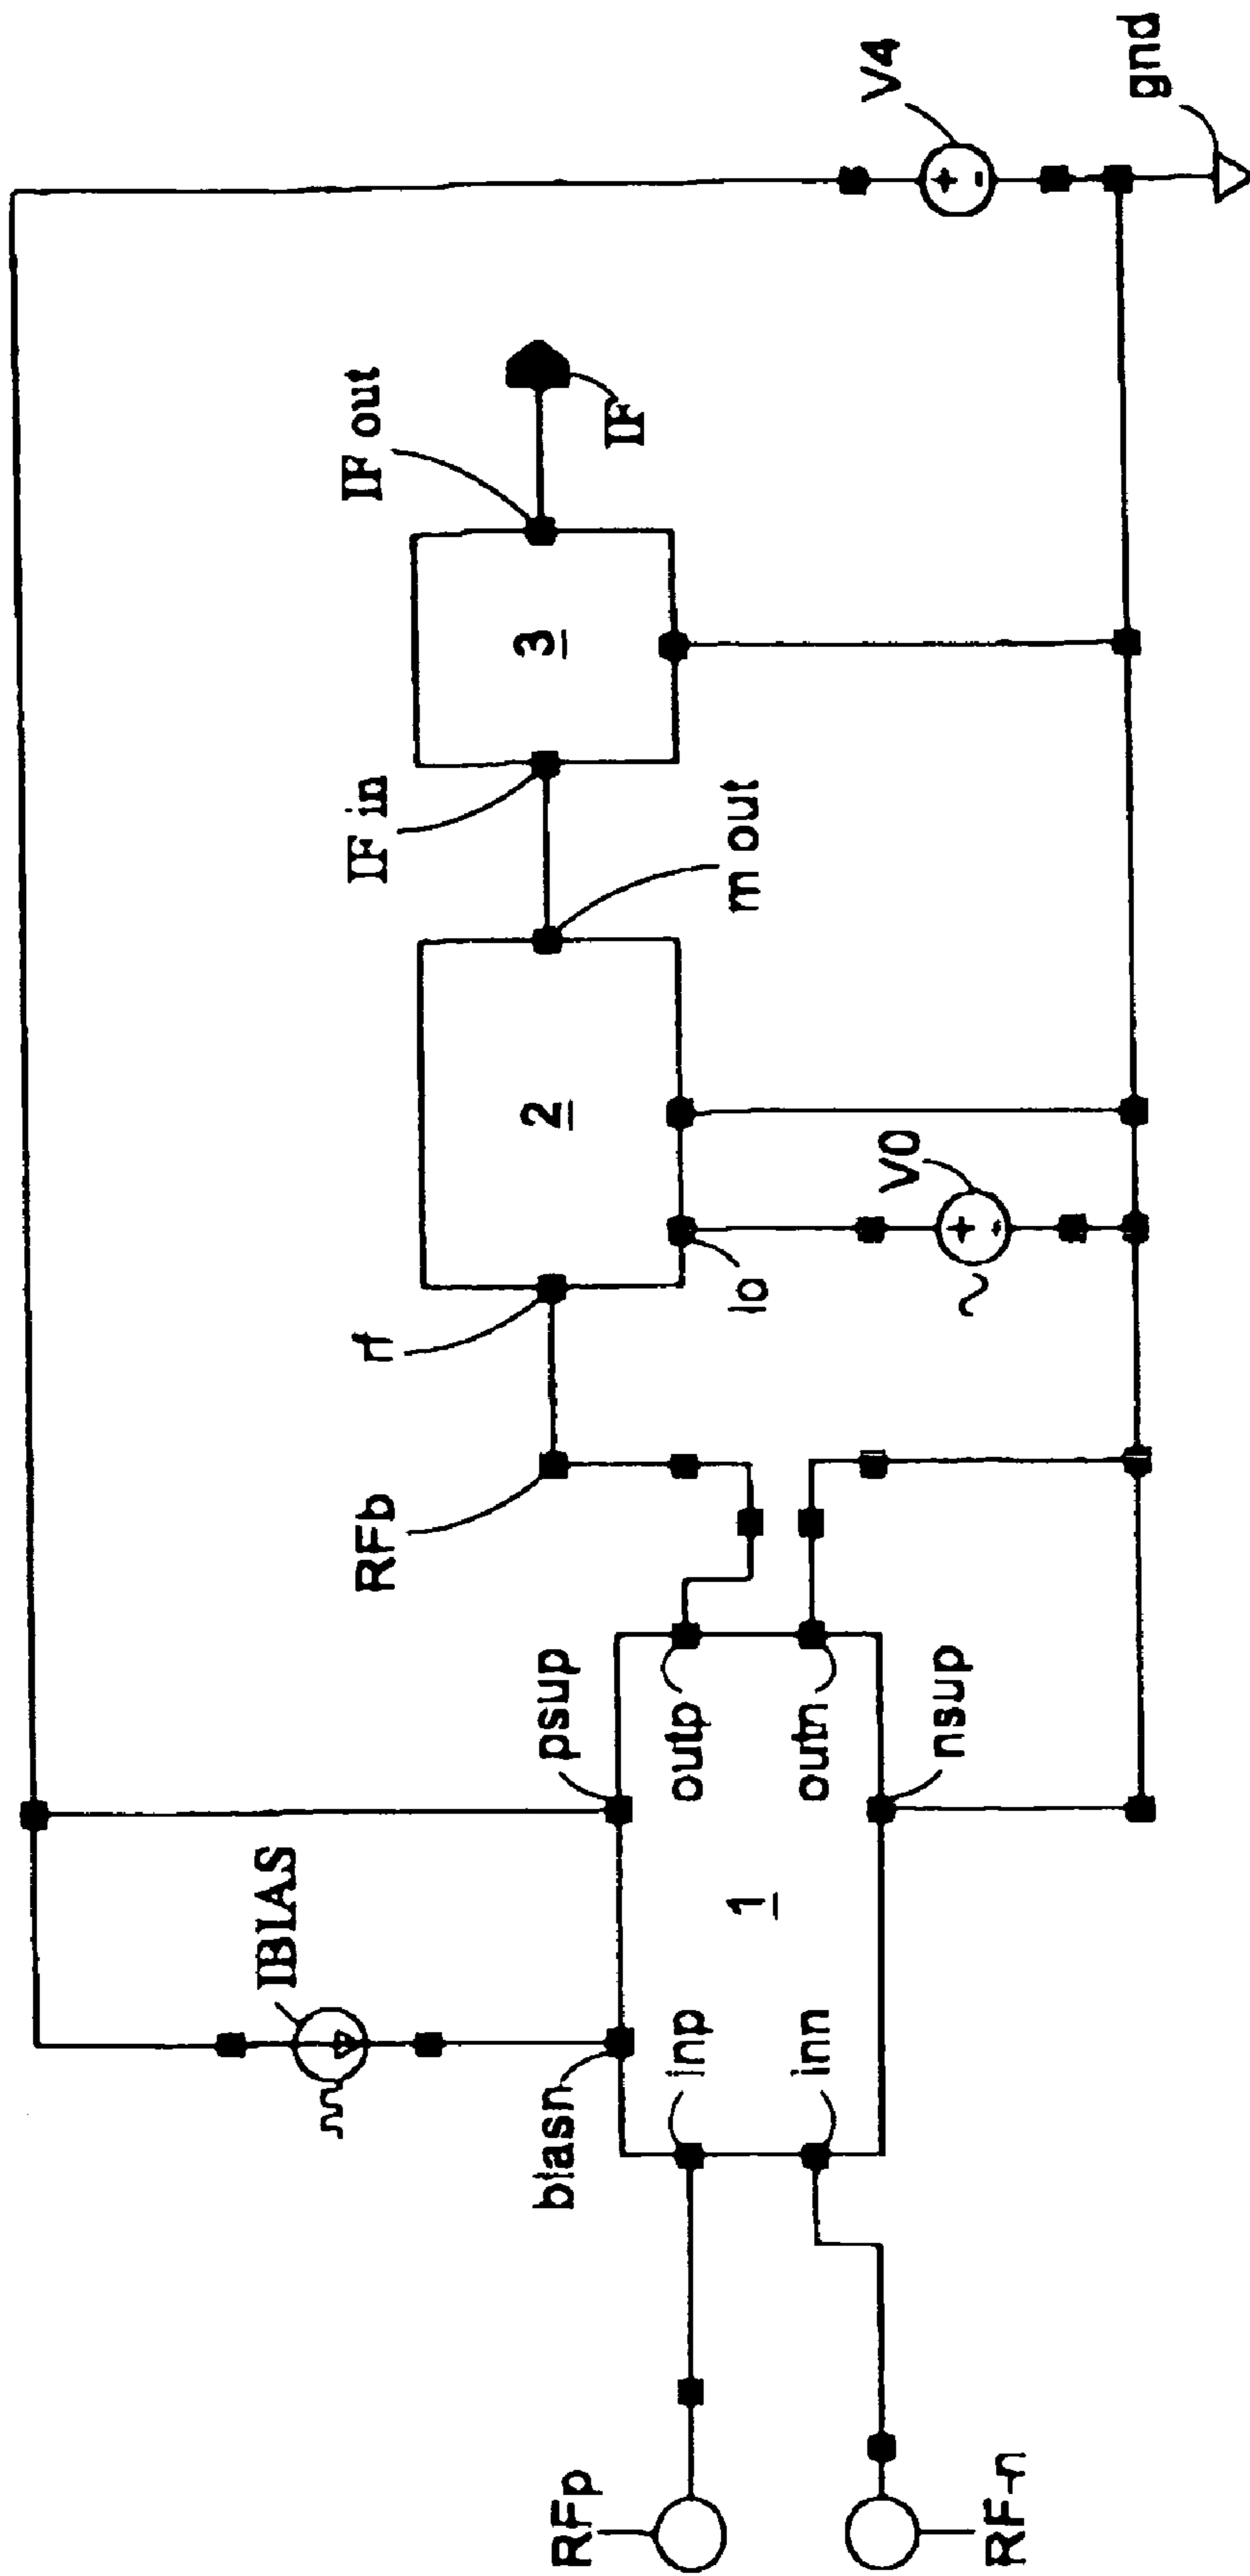 IBIAS
biasn
psup
RFp
inp
outp
RFb
rf
2
lo
m out
IF in
3
IF out
IF
1
inn
outn
nsup
RF-n
V0
+
-
V4
+
-
gnd